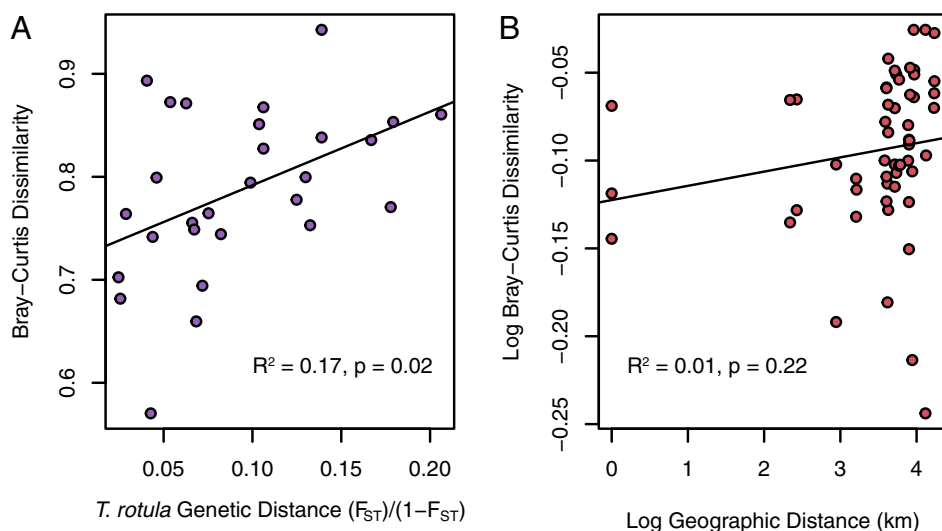 A
Bray−Curtis Dissimilarity
0.9
0.8
0.7
0.6
R² = 0.17, p = 0.02
0.05 0.10 0.15 0.20
T. rotula Genetic Distance (F_ST)/(1−F_ST)
B
Log Bray−Curtis Dissimilarity
−0.05
−0.10
−0.15
−0.20
−0.25
R² = 0.01, p = 0.22
0 1 2 3 4
Log Geographic Distance (km)